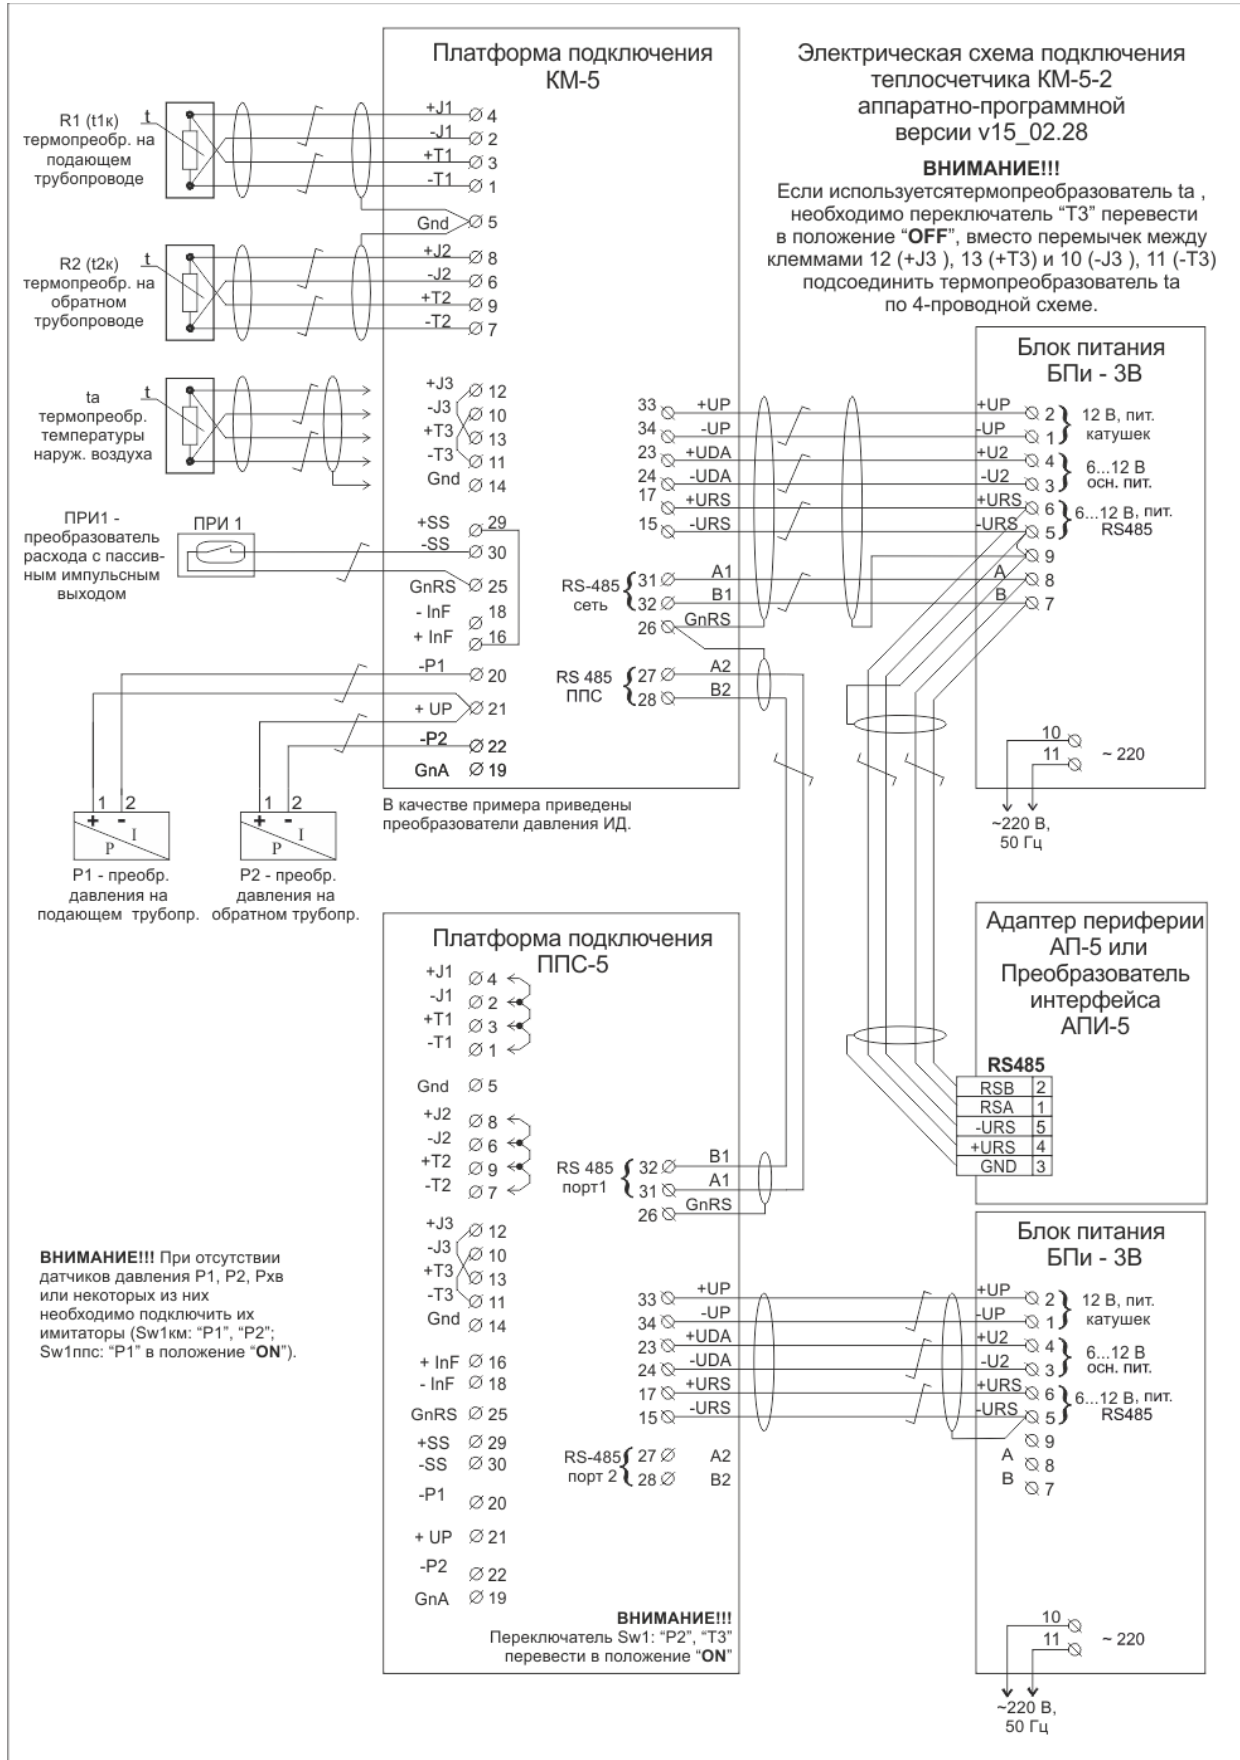 Платформа подключения
КМ-5
Электрическая схема подключения
теплосчетчика КМ-5-2
аппаратно-программной
версии v15_02.28
ВНИМАНИЕ!!!
Если используетсятермопреобразователь ta ,
необходимо переключатель “Т3” перевести
в положение “OFF”, вместо перемычек между
клеммами 12 (+J3 ), 13 (+T3) и 10 (-J3 ), 11 (-T3)
подсоединить термопреобразователь ta
по 4-проводной схеме.
R1 (t1к)
термопреобр. на
подающем
трубопроводе
t
+J1 4
-J1 2
+T1 3
-T1 1
Gnd 5
R2 (t2к)
термопреобр. на
обратном
трубопроводе
t
+J2 8
-J2 6
+T2 9
-T2 7
ta
термопреобр.
температуры
наруж. воздуха
t
+J3 12
-J3 10
+T3 13
-T3 11
Gnd 14
ПРИ1 -
преобразователь
расхода с пассив-
ным импульсным
выходом
ПРИ 1
+SS 29
-SS 30
GnRS 25
- InF 18
+ InF 16
-P1 20
+ UP 21
-P2 22
GnA 19
33 +UP
34 -UP
23 +UDA
24 -UDA
17 +URS
15 -URS
RS-485
сеть
31 A1
32 B1
26 GnRS
RS 485
ППС
27 A2
28 B2
Блок питания
БПи - 3В
+UP 2
-UP 1
12 В, пит.
катушек
+U2 4
-U2 3
6...12 В
осн. пит.
+URS 6
-URS 5
6...12 В, пит.
RS485
9
A 8
B 7
10
11
~ 220
~220 В,
50 Гц
1 2
+ -
I
P
1 2
+ -
I
P
P1 - преобр.
давления на
подающем трубопр.
P2 - преобр.
давления на
обратном трубопр.
В качестве примера приведены
преобразователи давления ИД.
Адаптер периферии
АП-5 или
Преобразователь
интерфейса
АПИ-5
RS485
RSB 2
RSA 1
-URS 5
+URS 4
GND 3
Платформа подключения
ППС-5
+J1 4
-J1 2
+T1 3
-T1 1
Gnd 5
+J2 8
-J2 6
+T2 9
-T2 7
+J3 12
-J3 10
+T3 13
-T3 11
Gnd 14
+ InF 16
- InF 18
GnRS 25
+SS 29
-SS 30
-P1 20
+ UP 21
-P2 22
GnA 19
RS 485
порт1
32 B1
31 A1
26 GnRS
33 +UP
34 -UP
23 +UDA
24 -UDA
17 +URS
15 -URS
RS-485
порт 2
27 A2
28 B2
ВНИМАНИЕ!!!
Переключатель Sw1: “P2”, “T3”
перевести в положение “ON”
ВНИМАНИЕ!!! При отсутствии
датчиков давления P1, P2, Pхв
или некоторых из них
необходимо подключить их
имитаторы (Sw1км: “P1”, “P2”;
Sw1ппс: “P1” в положение “ON”).
Блок питания
БПи - 3В
+UP 2
-UP 1
12 В, пит.
катушек
+U2 4
-U2 3
6...12 В
осн. пит.
+URS 6
-URS 5
6...12 В, пит.
RS485
9
A 8
B 7
10
11
~ 220
~220 В,
50 Гц